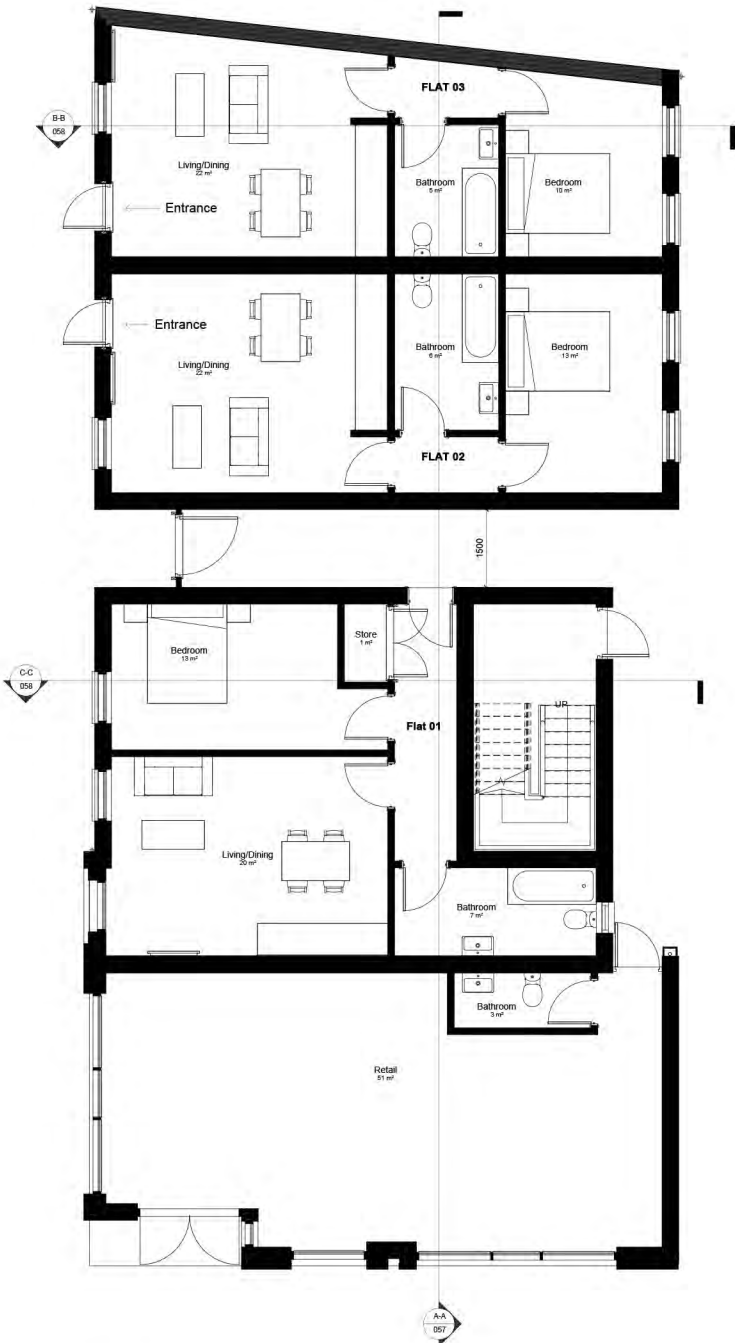 FLAT 03
B-B
058
Living/Dining
22 m²
Bathroom
5 m²
Bedroom
10 m²
Entrance
Entrance
Living/Dining
22 m²
Bathroom
6 m²
Bedroom
13 m²
FLAT 02
1500
Bedroom
13 m²
Store
1 m²
C-C
058
Flat 01
UP
Living/Dining
20 m²
Bathroom
7 m²
Bathroom
3 m²
Retail
51 m²
A-A
057